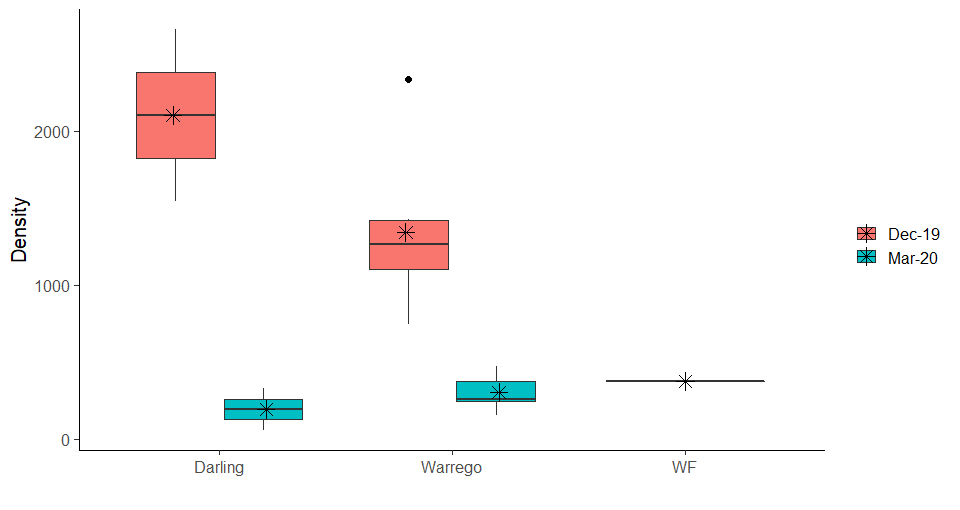 Density
2000
1000
0
Darling
Warrego
WF
Dec-19
Mar-20